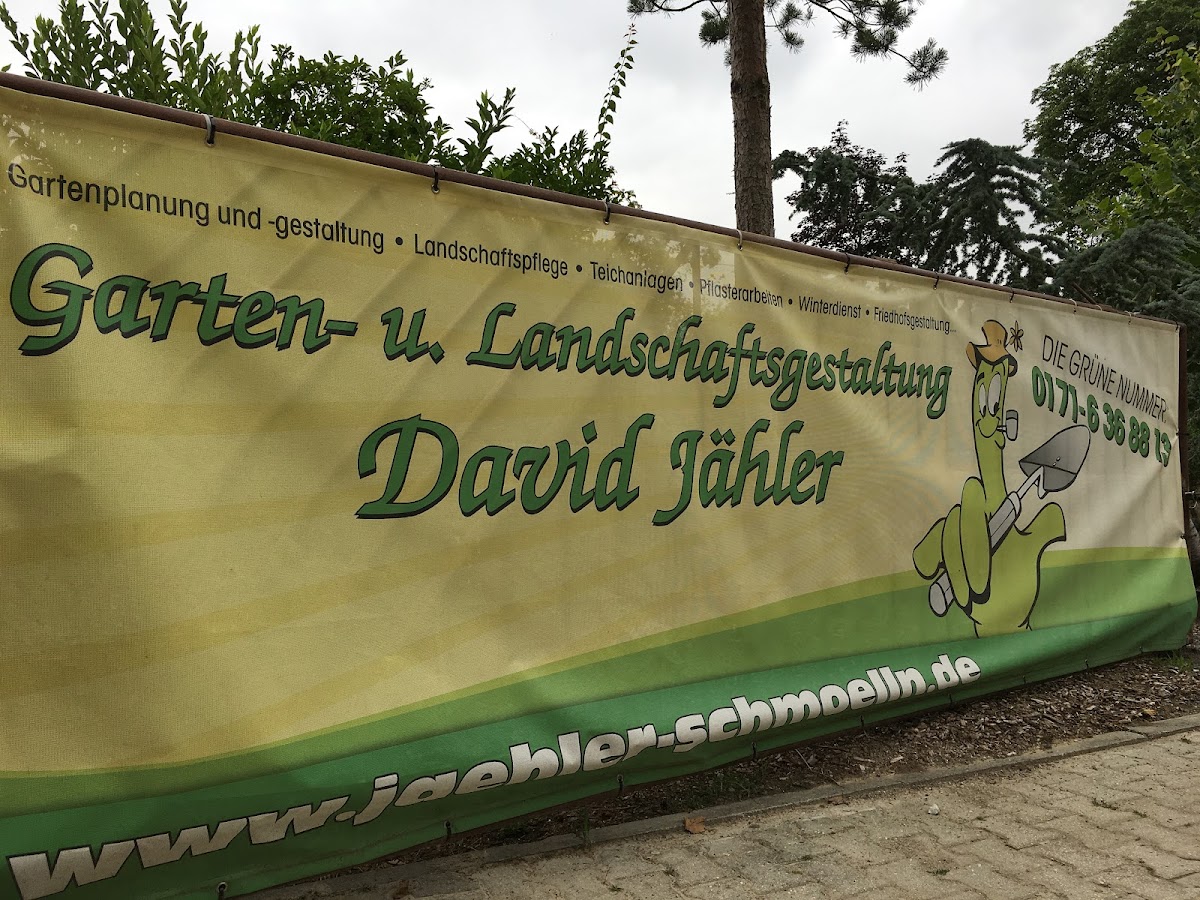 Gartenplanung und -gestaltung • Landschaftspflege • Teichanlagen • Pflasterarbeiten • Winterdienst • Friedhofsgestaltung...
Garten- u. Landschaftsgestaltung
David Jähler
DIE GRÜNE NUMMER
0171-6 36 88 13
www.jaehler-schmoelln.de